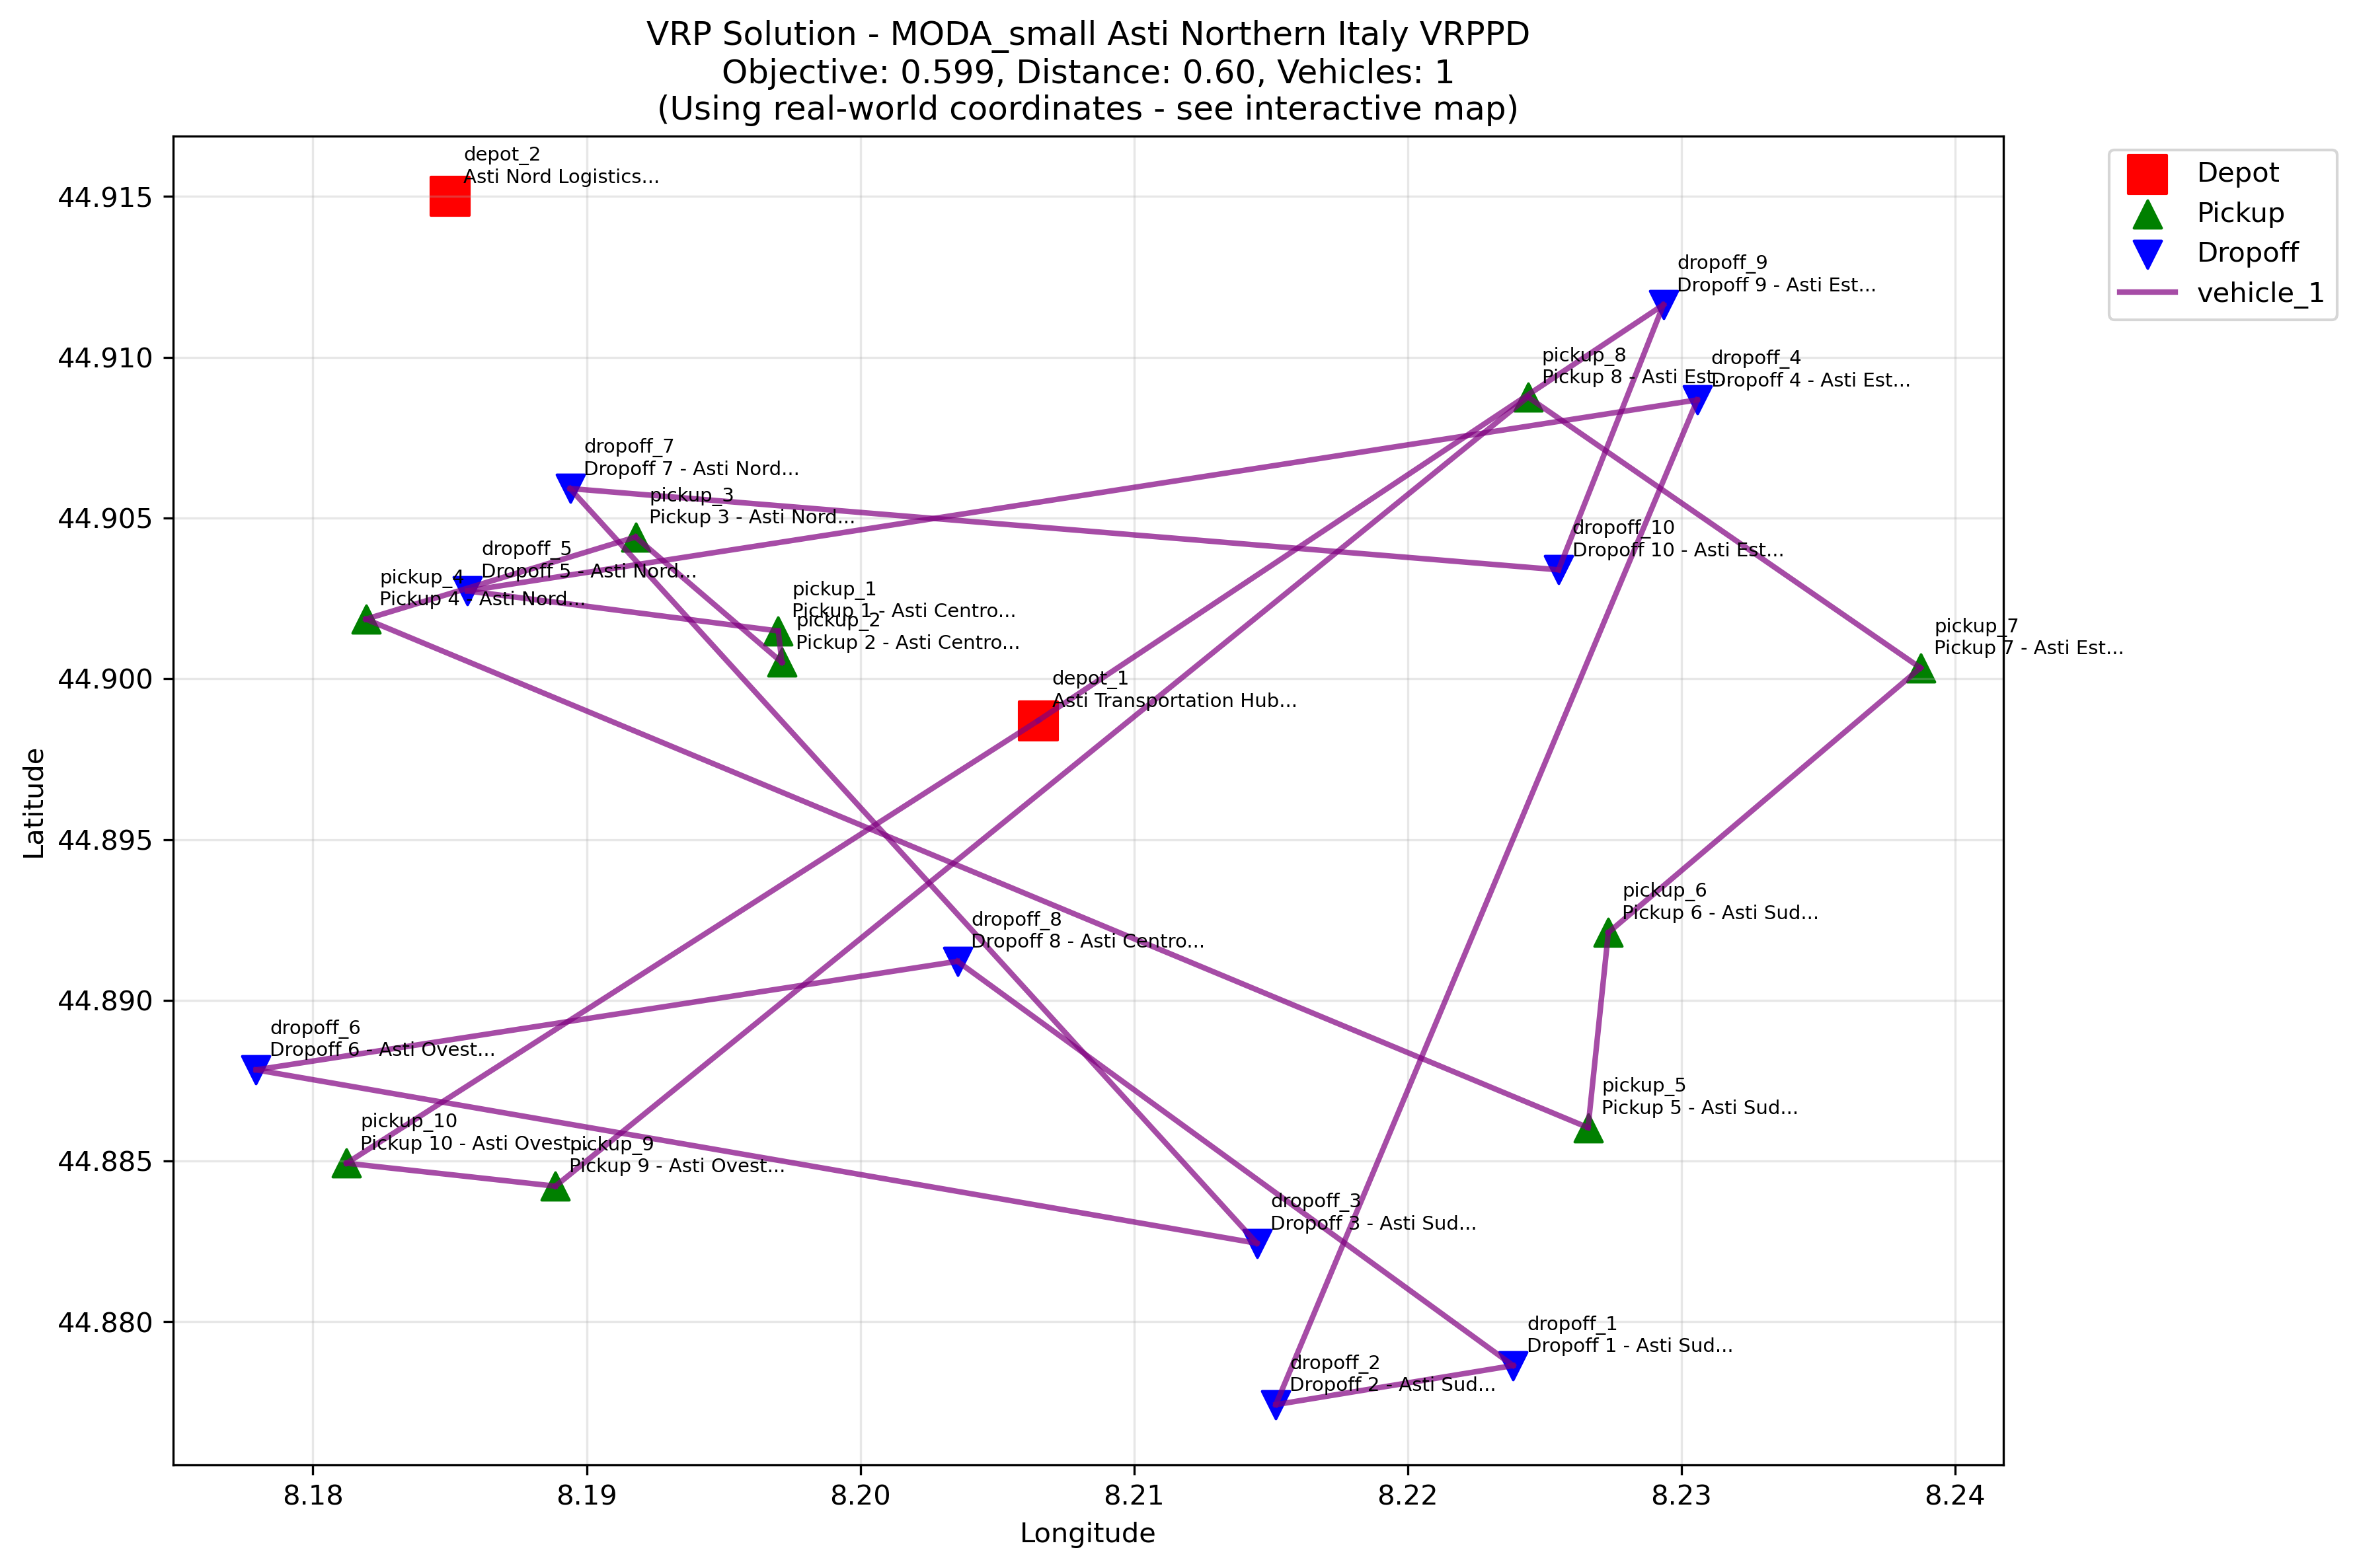 VRP Solution - MODA_small Asti Northern Italy VRPPD
Objective: 0.599, Distance: 0.60, Vehicles: 1
(Using real-world coordinates - see interactive map)
Depot
Pickup
Dropoff
vehicle_1
depot_2
Asti Nord Logistics...
dropoff_9
Dropoff 9 - Asti Est...
pickup_8
Pickup 8 - Asti Est...
dropoff_4
Dropoff 4 - Asti Est...
dropoff_7
Dropoff 7 - Asti Nord...
pickup_3
Pickup 3 - Asti Nord...
dropoff_10
Dropoff 10 - Asti Est...
dropoff_5
Dropoff 5 - Asti Nord...
pickup_4
Pickup 4 - Asti Nord...
pickup_1
Pickup 1 - Asti Centro...
pickup_2
Pickup 2 - Asti Centro...
pickup_7
Pickup 7 - Asti Est...
depot_1
Asti Transportation Hub...
pickup_6
Pickup 6 - Asti Sud...
dropoff_8
Dropoff 8 - Asti Centro...
dropoff_6
Dropoff 6 - Asti Ovest...
pickup_5
Pickup 5 - Asti Sud...
pickup_10
Pickup 10 - Asti Ovest...
pickup_9
Pickup 9 - Asti Ovest...
dropoff_3
Dropoff 3 - Asti Sud...
dropoff_1
Dropoff 1 - Asti Sud...
dropoff_2
Dropoff 2 - Asti Sud...
44.915
44.910
44.905
44.900
44.895
44.890
44.885
44.880
Latitude
8.18
8.19
8.20
8.21
8.22
8.23
8.24
Longitude